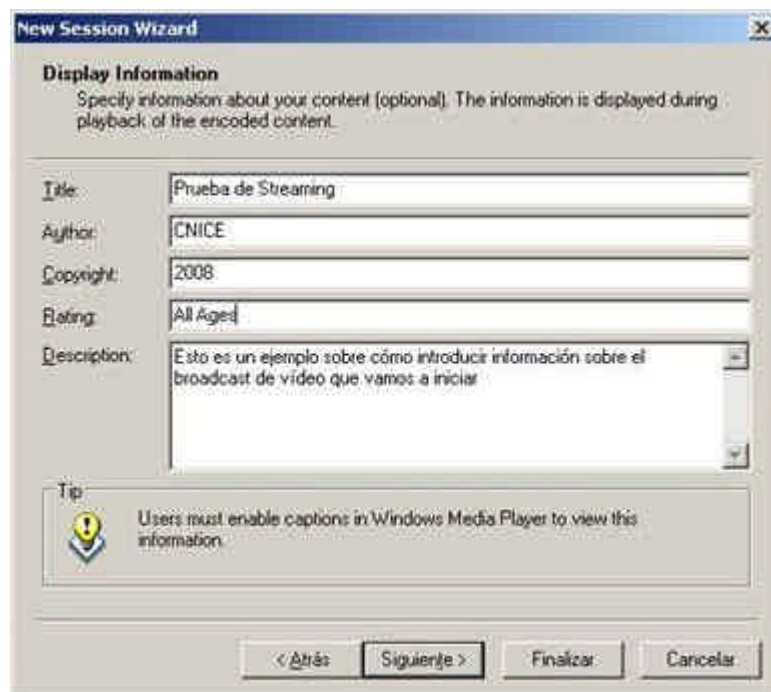 New Session Wizard
Display Information
Specify information about your content (optional). The information is displayed during
playback of the encoded content.
Title: Prueba de Streaming
Author: CNICE
Copyright: 2008
Rating: All Ages
Description: Esto es un ejemplo sobre cómo introducir información sobre el
broadcast de vídeo que vamos a iniciar
Tip
Users must enable captions in Windows Media Player to view this
information.
< Atrás Siguiente > Finalizar Cancelar